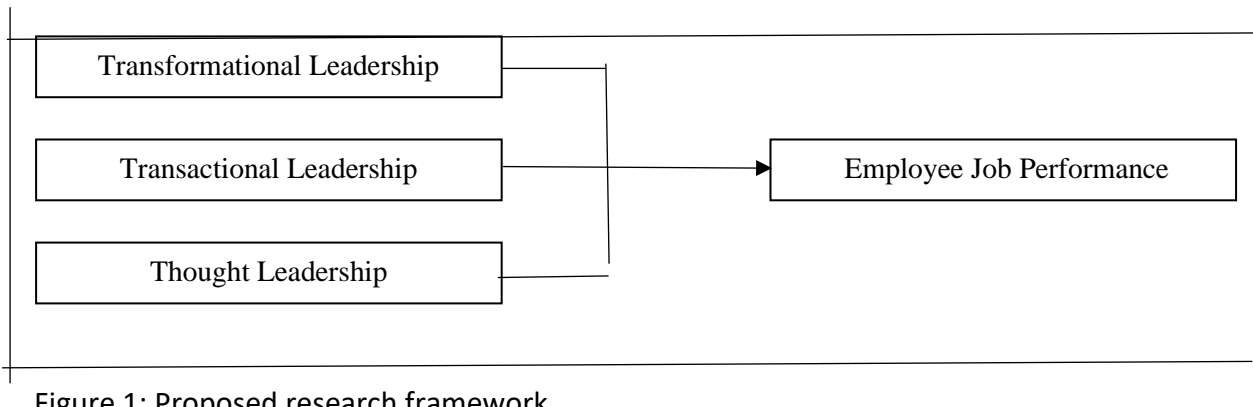 Transformational Leadership
Transactional Leadership
Employee Job Performance
Thought Leadership
Figure 1: Proposed research framework